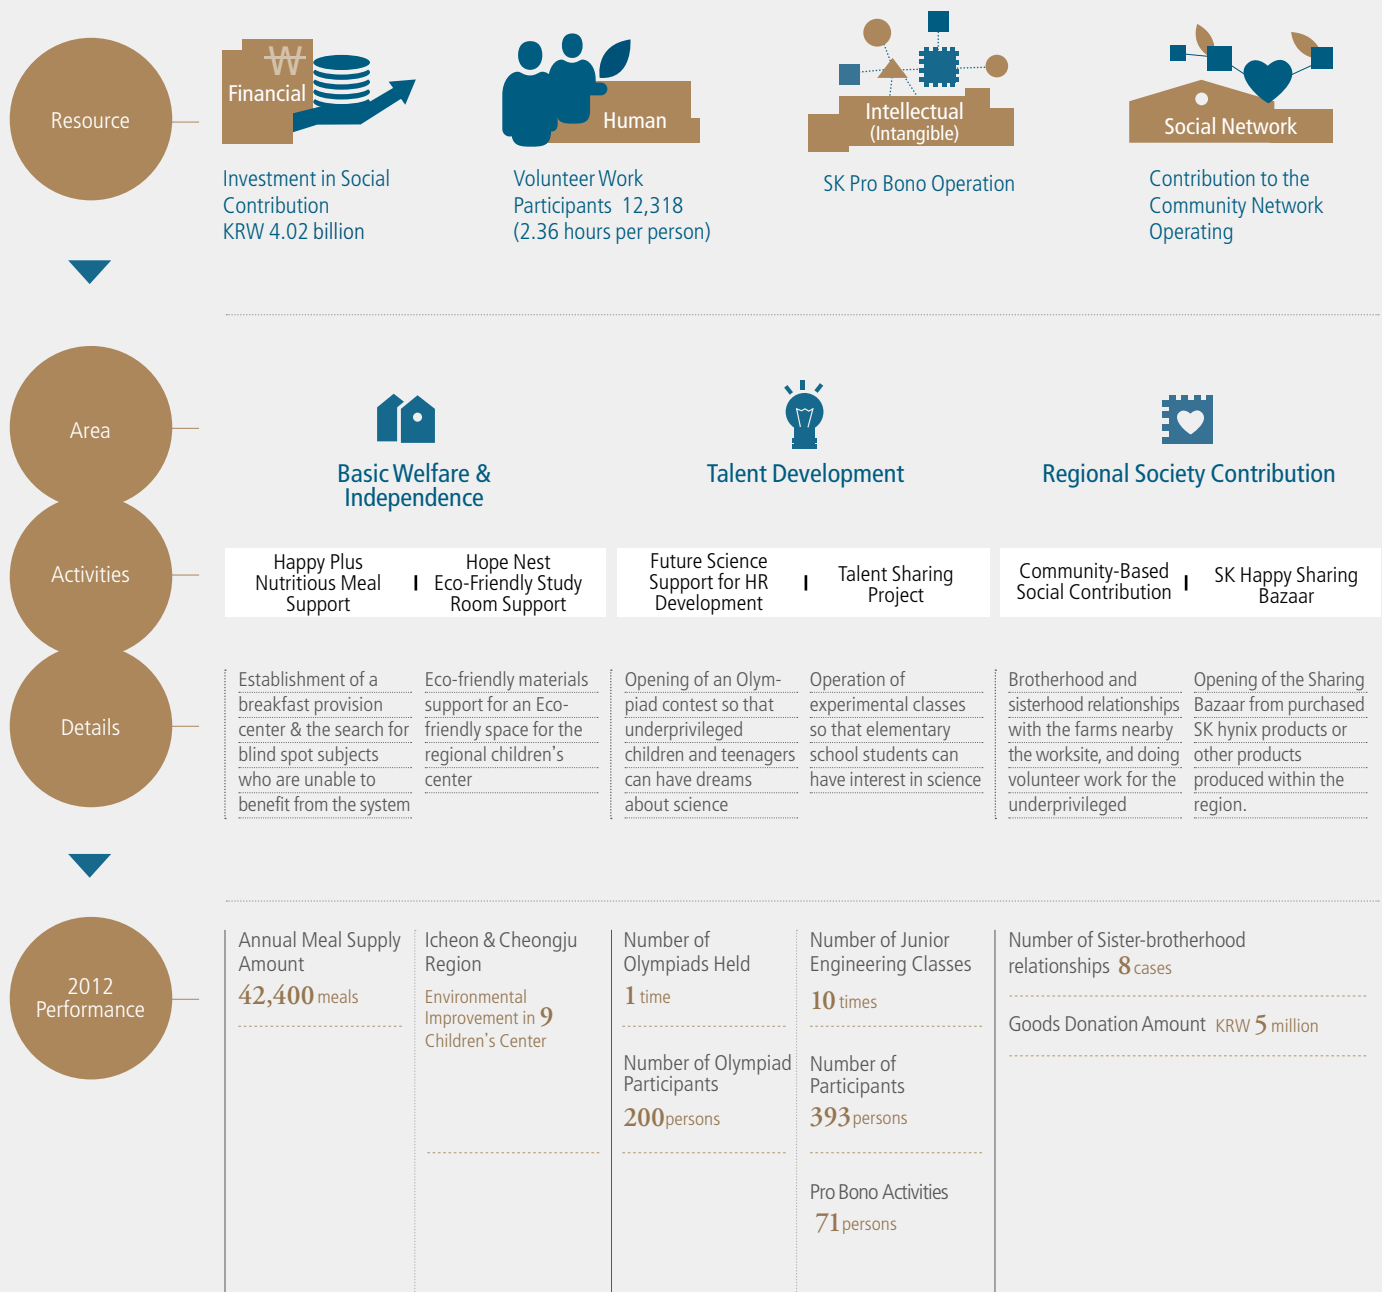 Resource
₩
Financial
Investment in Social
Contribution
KRW 4.02 billion
Human
Volunteer Work
Participants 12,318
(2.36 hours per person)
Intellectual
(Intangible)
SK Pro Bono Operation
Social Network
Contribution to the
Community Network
Operating
Area
Basic Welfare &
Independence
Talent Development
Regional Society Contribution
Activities
Happy Plus
Nutritious Meal
Support
Hope Nest
Eco-Friendly Study
Room Support
Future Science
Support for HR
Development
Talent Sharing
Project
Community-Based
Social Contribution
SK Happy Sharing
Bazaar
Details
Establishment of a
breakfast provision
center & the search for
blind spot subjects
who are unable to
benefit from the system
Eco-friendly materials
support for an Eco-
friendly space for the
regional children's
center
Opening of an Olym-
piad contest so that
underprivileged
children and teenagers
can have dreams
about science
Operation of
experimental classes
so that elementary
school students can
have interest in science
Brotherhood and
sisterhood relationships
with the farms nearby
the worksite, and doing
volunteer work for the
underprivileged
Opening of the Sharing
Bazaar from purchased
SK hynix products or
other products
produced within the
region.
2012
Performance
Annual Meal Supply
Amount
42,400 meals
Icheon & Cheongju
Region
Environmental
Improvement in 9
Children's Center
Number of
Olympiads Held
1 time
Number of Olympiad
Participants
200 persons
Number of Junior
Engineering Classes
10 times
Number of
Participants
393 persons
Pro Bono Activities
71 persons
Number of Sister-brotherhood
relationships 8 cases
Goods Donation Amount KRW 5 million